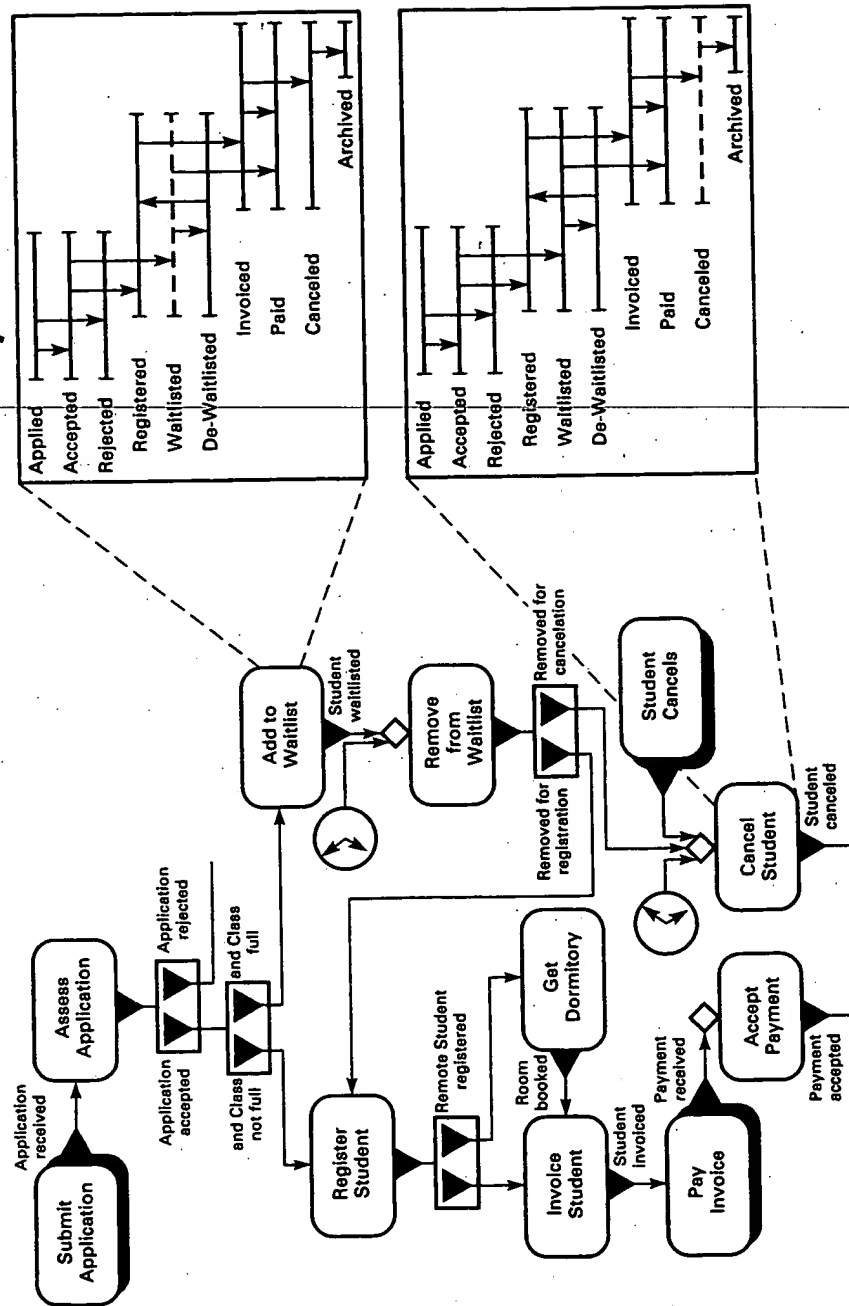 Submit
Application
Application
received
Assess
Application
Application
accepted
Application
rejected
and Class
not full
and Class
full
Register
Student
Remote Student
registered
Get
Dormitory
Room
booked
Invoice
Student
Student
invoiced
Pay
Invoice
Payment
received
Accept
Payment
Payment
accepted
Add to
Waitlist
Student
waitlisted
Remove
from
Waitlist
Removed for
registration
Removed for
cancelation
Student
Cancels
Cancel
Student
Student
canceled
Applied
Accepted
Rejected
Registered
Waitlisted
De-Waitlisted
Invoiced
Paid
Canceled
Archived
Applied
Accepted
Rejected
Registered
Waitlisted
De-Waitlisted
Invoiced
Paid
Canceled
Archived